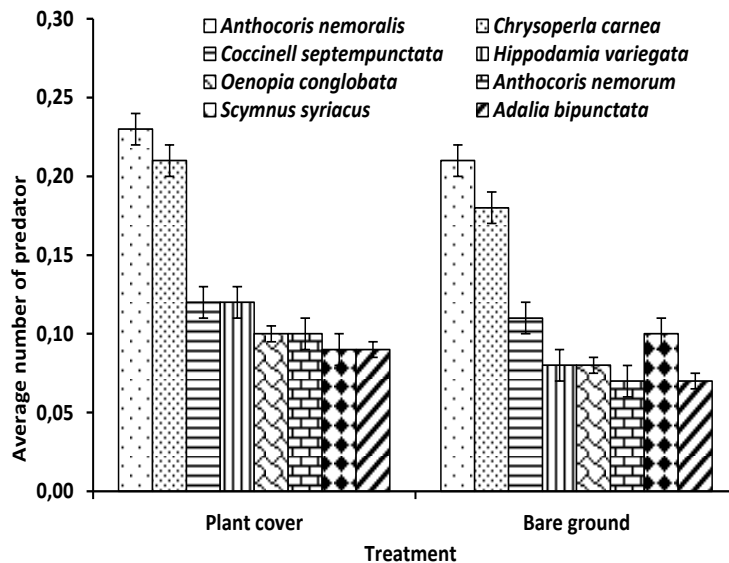 Average number of predator
0,30
0,25
0,20
0,15
0,10
0,05
0,00
Anthocoris nemoralis
Chrysoperla carnea
Coccinell septempunctata
Hippodamia variegata
Oenopia conglobata
Anthocoris nemorum
Scymnus syriacus
Adalia bipunctata
Plant cover
Bare ground
Treatment